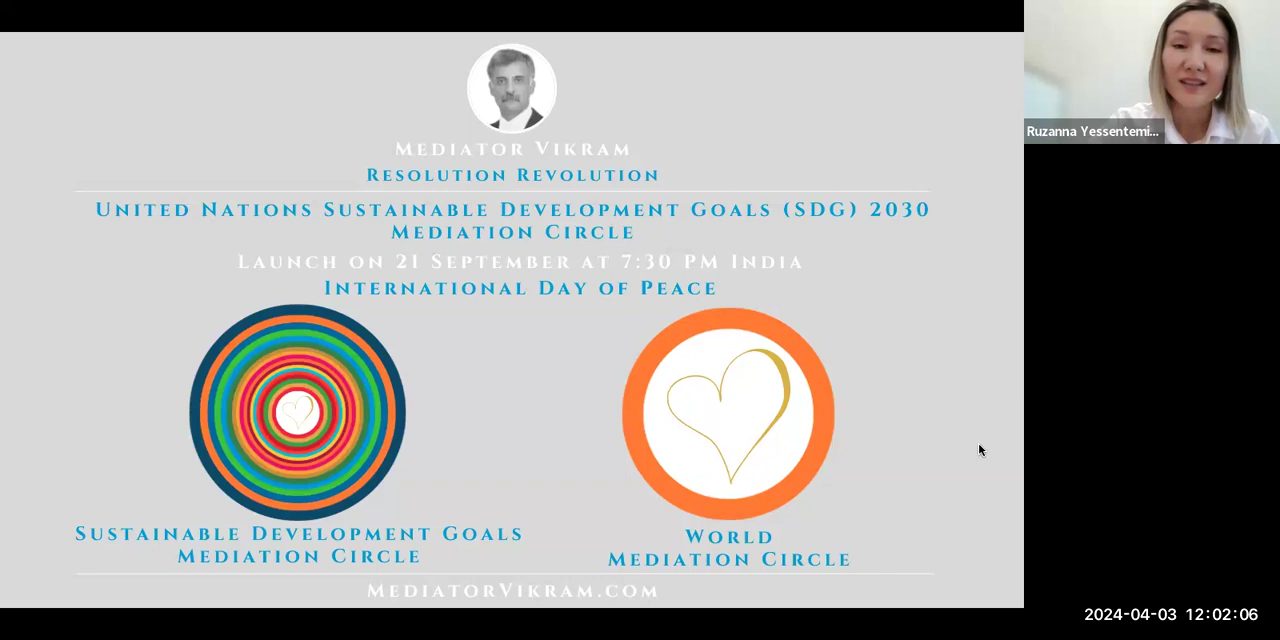 Mediator Vikram
Resolution Revolution
United Nations Sustainable Development Goals (SDG) 2030
Mediation Circle
Launch on 21 September at 7:30 PM India
International Day of Peace
Sustainable Development Goals
Mediation Circle
World
Mediation Circle
MediatorVikram.com
Ruzanna Yessentemi...
2024-04-03 12:02:06